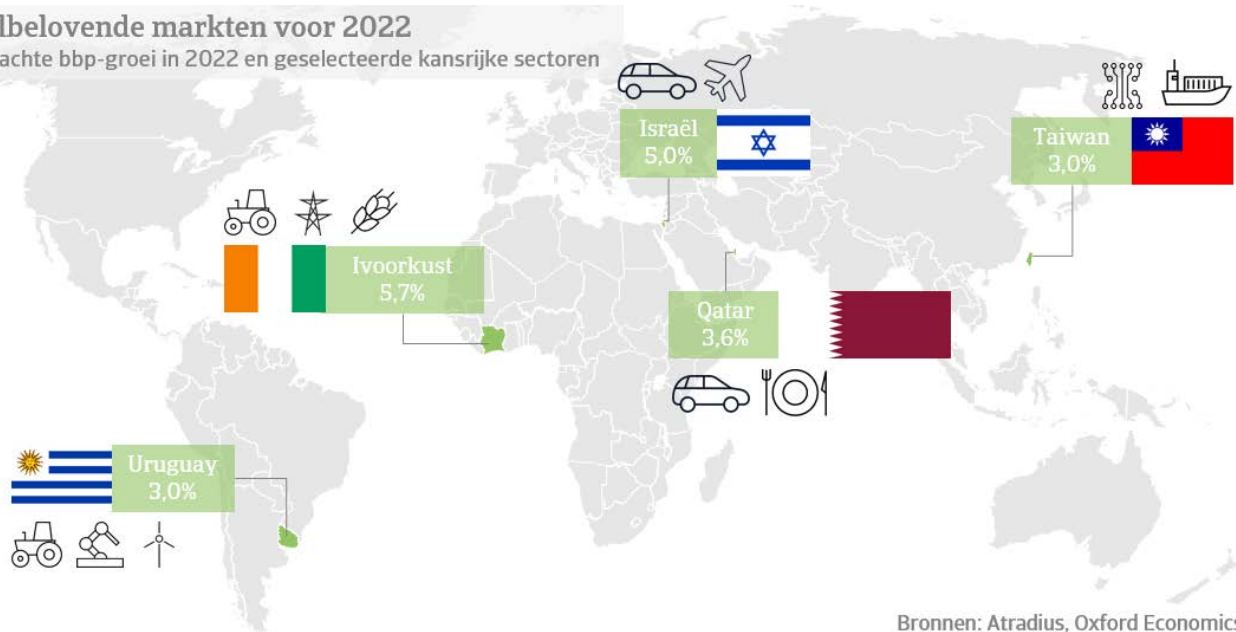 lbelovende markten voor 2022
achte bbp-groei in 2022 en geselecteerde kansrijke sectoren
Israël
5,0%
Taiwan
3,0%
Ivoorkust
5,7%
Qatar
3,6%
Uruguay
3,0%
Bronnen: Atradius, Oxford Economics